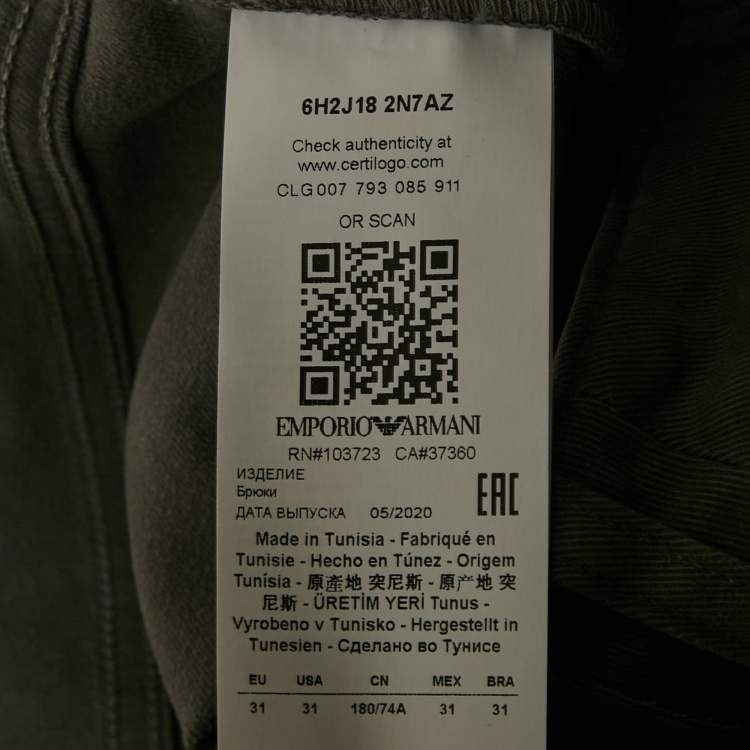 6H2J18 2N7AZ
Check authenticity at
www.certilogo.com
CLG 007 793 085 911
OR SCAN
EMPORIO ARMANI
RN#103723 CA#37360
ИЗДЕЛИЕ
Брюки
ДАТА ВЫПУСКА 05/2020
EAC
Made in Tunisia - Fabriqué en
Tunisie - Hecho en Túnez - Origem
Tunísia - 原產地 突尼斯 - 原产地 突
尼斯 - ÜRETİM YERİ Tunus -
Vyrobeno v Tunisko - Hergestellt in
Tunesien - Сделано во Тунисе
EU USA CN MEX BRA
31 31 180/74A 31 31